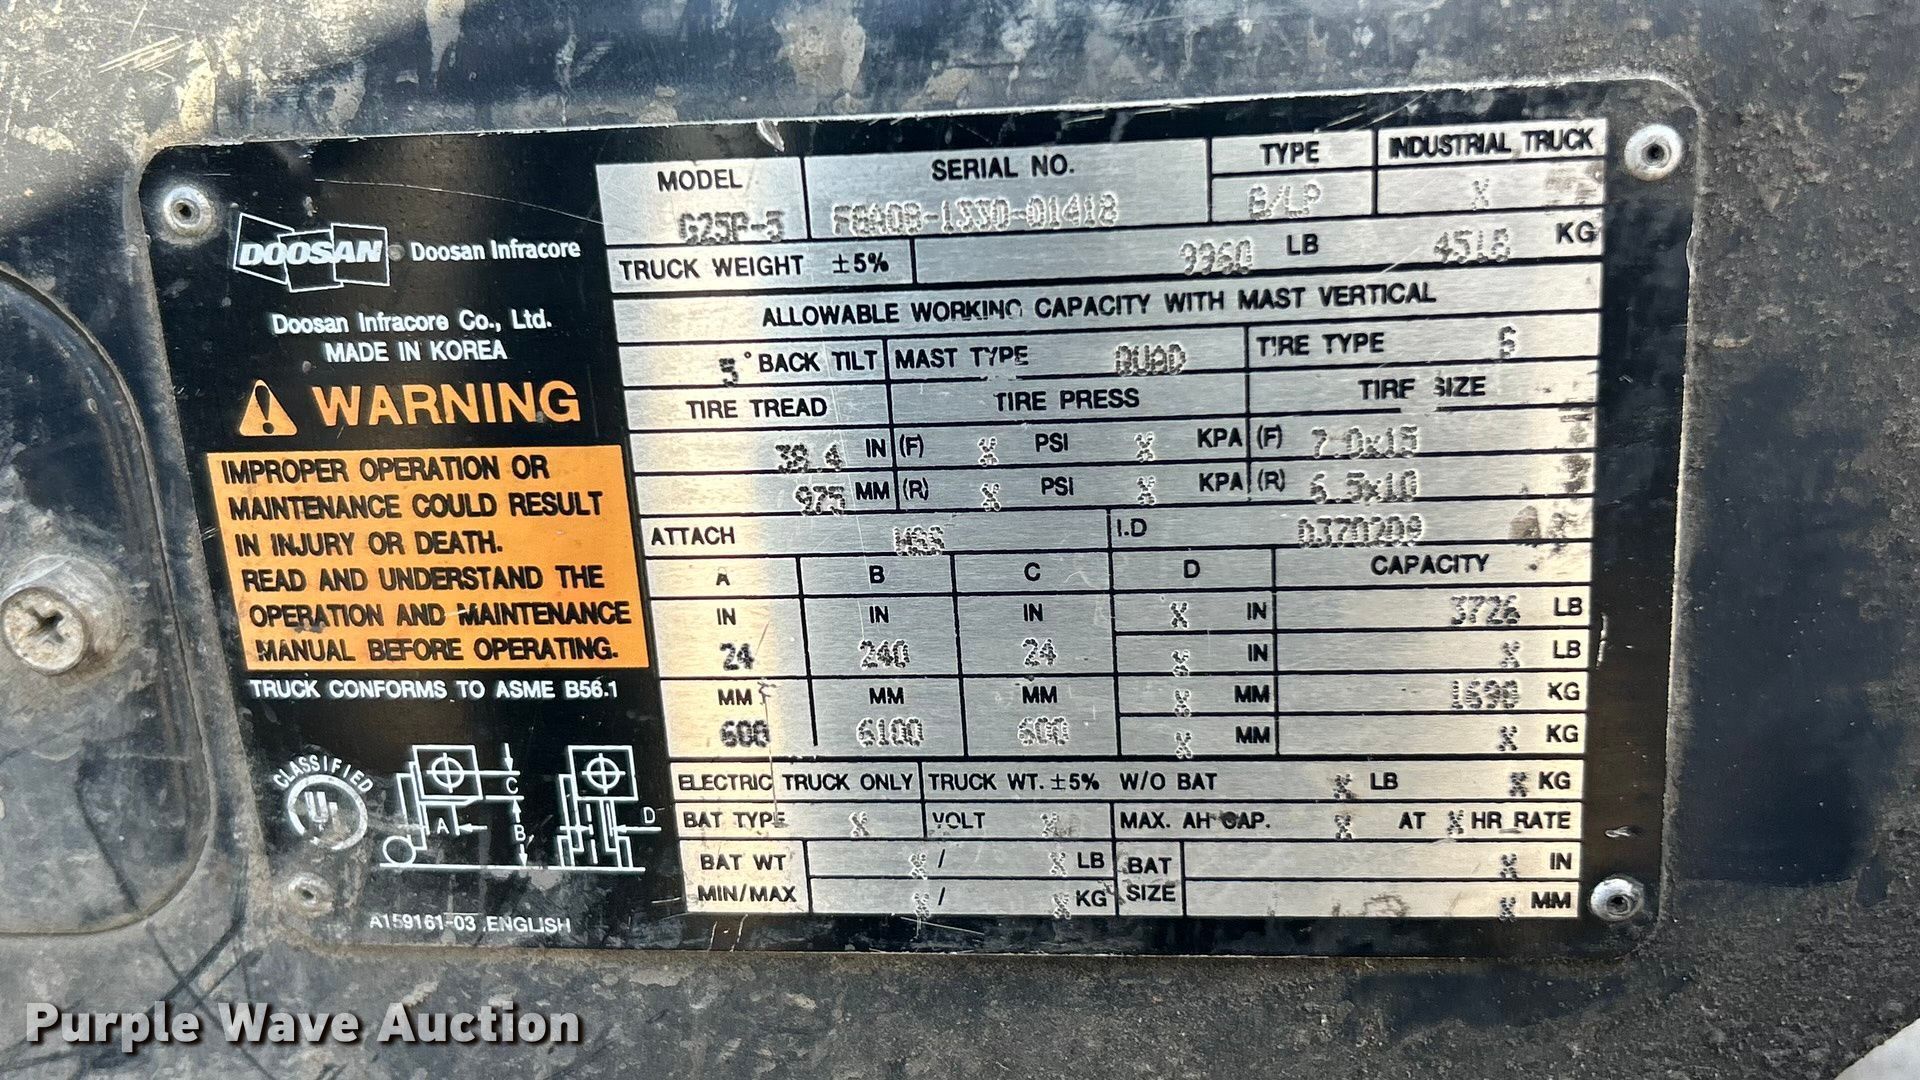 DOOSAN Doosan Infracore
Doosan Infracore Co., Ltd.
MADE IN KOREA
WARNING
IMPROPER OPERATION OR
MAINTENANCE COULD RESULT
IN INJURY OR DEATH.
READ AND UNDERSTAND THE
OPERATION AND MAINTENANCE
MANUAL BEFORE OPERATING.
TRUCK CONFORMS TO ASME B56.1
CLASSIFIED
UL
C
A
B
D
A159161-03 .ENGLISH
MODEL SERIAL NO. TYPE INDUSTRIAL TRUCK
G25P-5 G/LP X
TRUCK WEIGHT ±5% 9960 LB 4518 KG
ALLOWABLE WORKING CAPACITY WITH MAST VERTICAL
5° BACK TILT MAST TYPE QUAD TIRE TYPE S
TIRE TREAD TIRE PRESS TIRE SIZE
38.4 IN (F) X PSI X KPA (F) 7.0x15
975 MM (R) X PSI X KPA (R) 6.5x10
ATTACH I.D D370209
A B C D CAPACITY
IN IN IN X IN 3726 LB
24 240 24 X IN X LB
MM MM MM X MM 1690 KG
600 6100 600 X MM X KG
ELECTRIC TRUCK ONLY TRUCK WT. ±5% W/O BAT X LB X KG
BAT TYPE X VOLT X MAX. AH CAP. X AT X HR RATE
BAT WT X / X LB BAT X IN
MIN/MAX X / X KG SIZE X MM
Purple Wave Auction